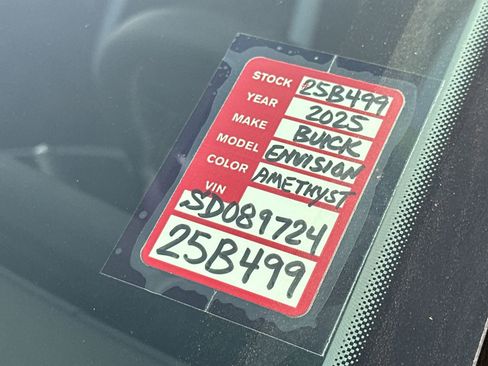 STOCK 25B499
YEAR 2025
MAKE BUICK
MODEL ENVISION
COLOR AMETHYST
VIN SD089724
25B499